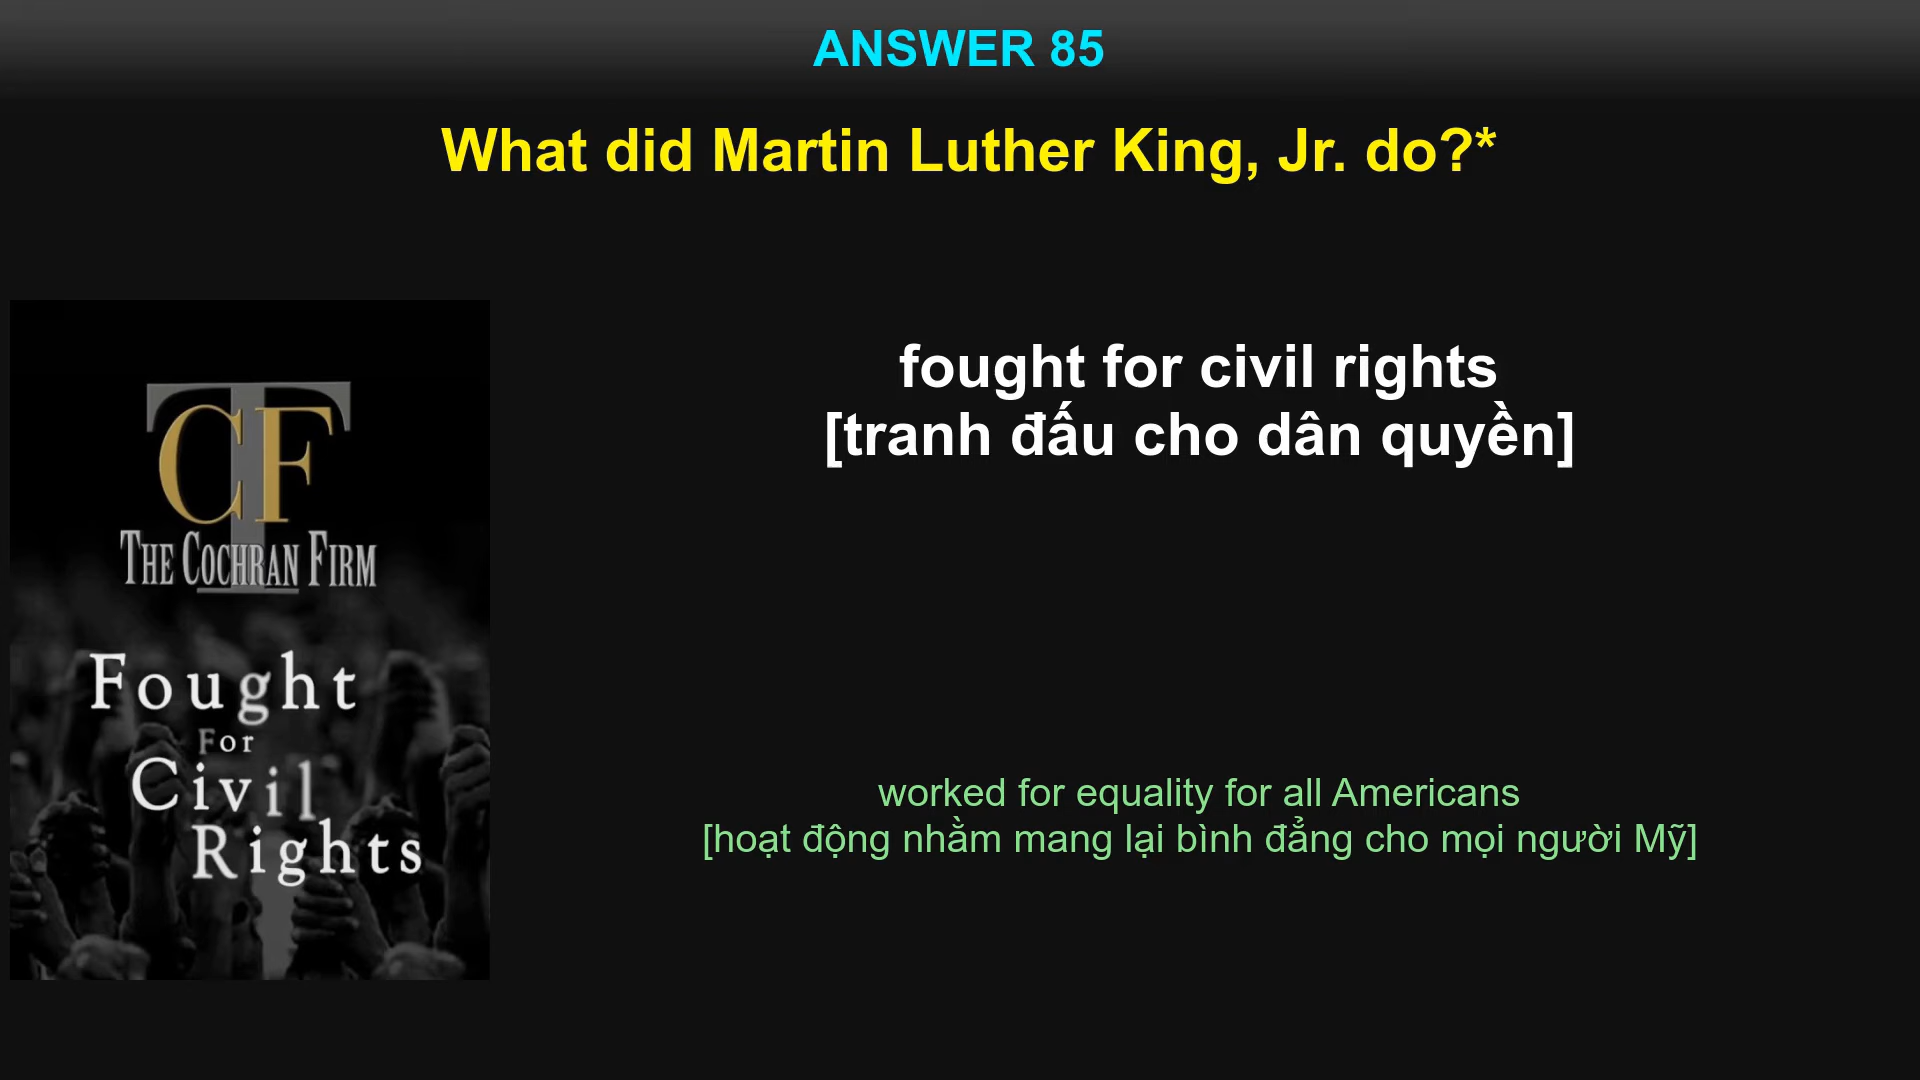 ANSWER 85
What did Martin Luther King, Jr. do?*
fought for civil rights
[tranh đấu cho dân quyền]
CF
THE COCHRAN FIRM
Fought
For
Civil
Rights
worked for equality for all Americans
[hoạt động nhằm mang lại bình đẳng cho mọi người Mỹ]